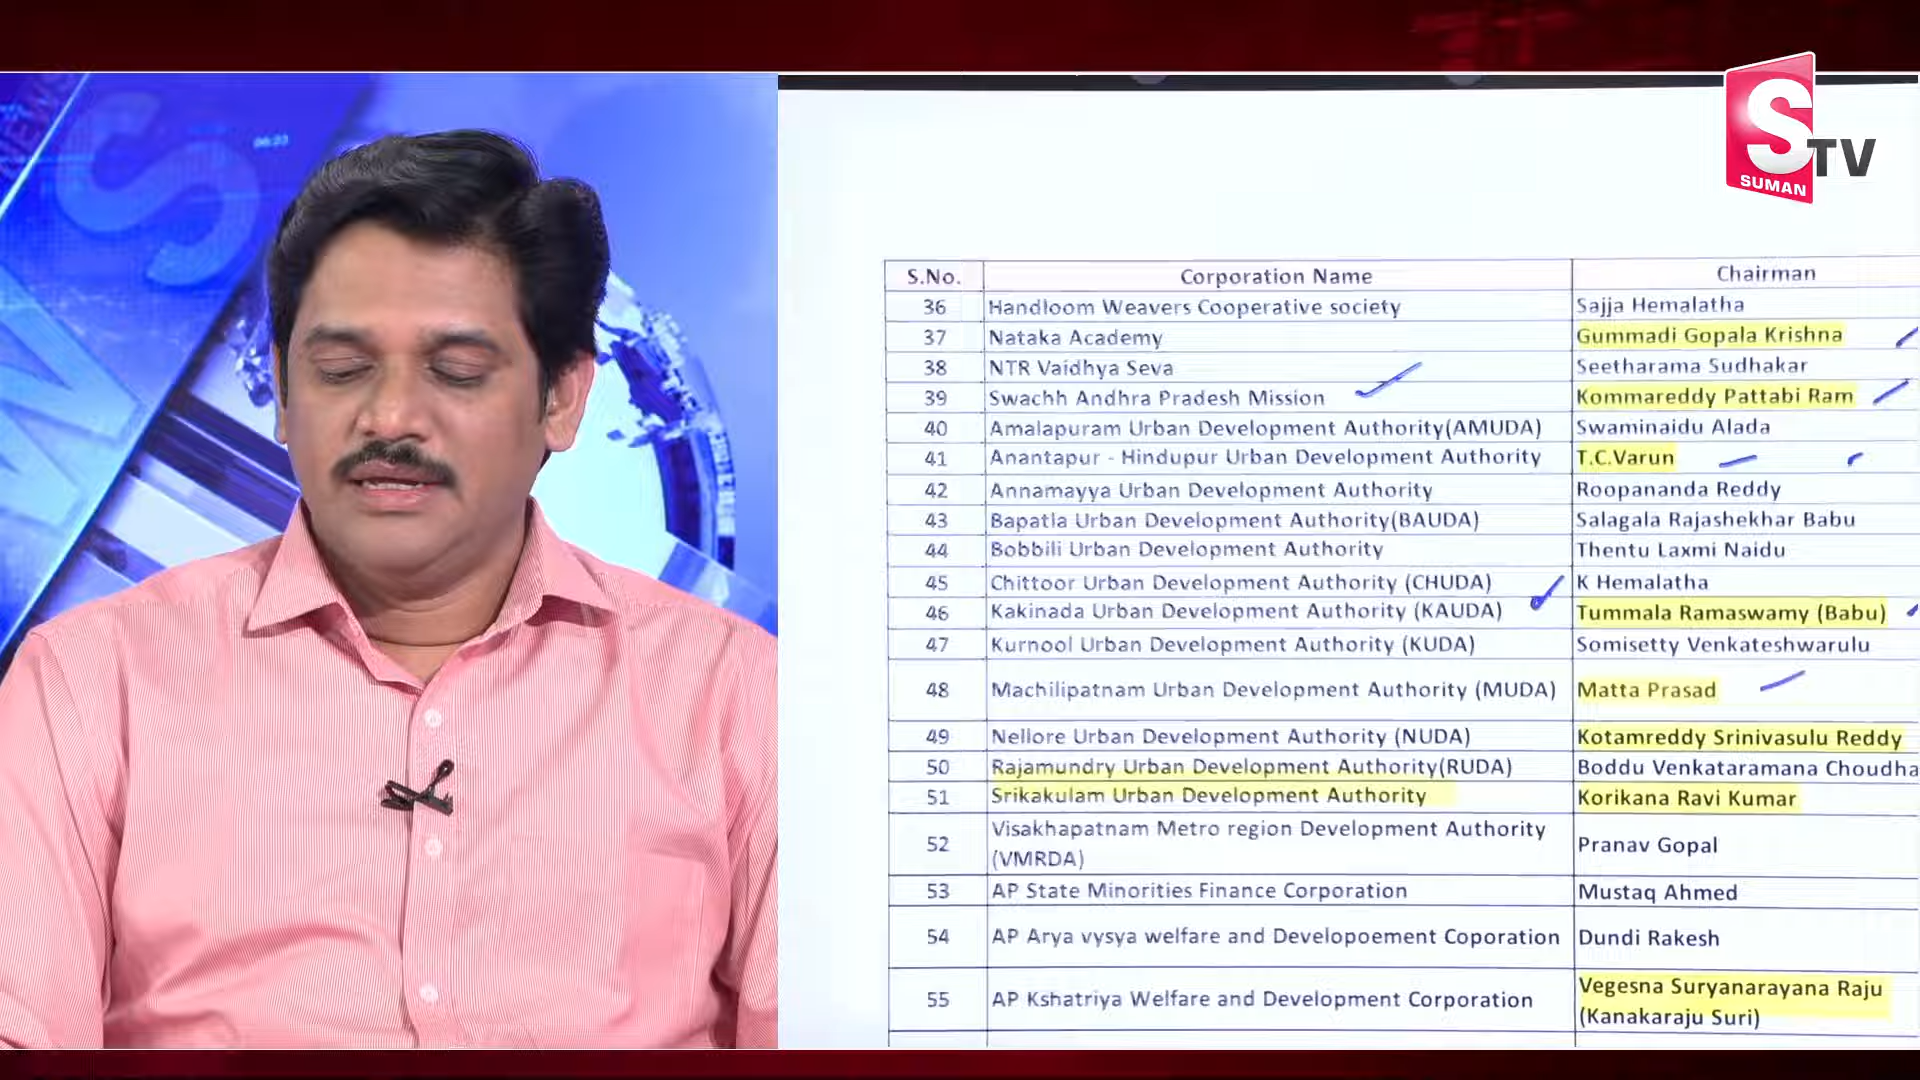 S
TV
SUMAN
S.No. Corporation Name Chairman
36 Handloom Weavers Cooperative society Sajja Hemalatha
37 Nataka Academy Gummadi Gopala Krishna
38 NTR Vaidhya Seva Seetharama Sudhakar
39 Swachh Andhra Pradesh Mission Kommareddy Pattabi Ram
40 Amalapuram Urban Development Authority(AMUDA) Swaminaidu Alada
41 Anantapur - Hindupur Urban Development Authority T.C.Varun
42 Annamayya Urban Development Authority Roopananda Reddy
43 Bapatla Urban Development Authority(BAUDA) Salagala Rajashekhar Babu
44 Bobbili Urban Development Authority Thentu Laxmi Naidu
45 Chittoor Urban Development Authority (CHUDA) K Hemalatha
46 Kakinada Urban Development Authority (KAUDA) Tummala Ramaswamy (Babu)
47 Kurnool Urban Development Authority (KUDA) Somisetty Venkateshwarulu
48 Machilipatnam Urban Development Authority (MUDA) Matta Prasad
49 Nellore Urban Development Authority (NUDA) Kotamreddy Srinivasulu Reddy
50 Rajamundry Urban Development Authority(RUDA) Boddu Venkataramana Choudha
51 Srikakulam Urban Development Authority Korikana Ravi Kumar
52 Visakhapatnam Metro region Development Authority
(VMRDA) Pranav Gopal
53 AP State Minorities Finance Corporation Mustaq Ahmed
54 AP Arya vysya welfare and Developoement Coporation Dundi Rakesh
55 AP Kshatriya Welfare and Development Corporation Vegesna Suryanarayana Raju
(Kanakaraju Suri)